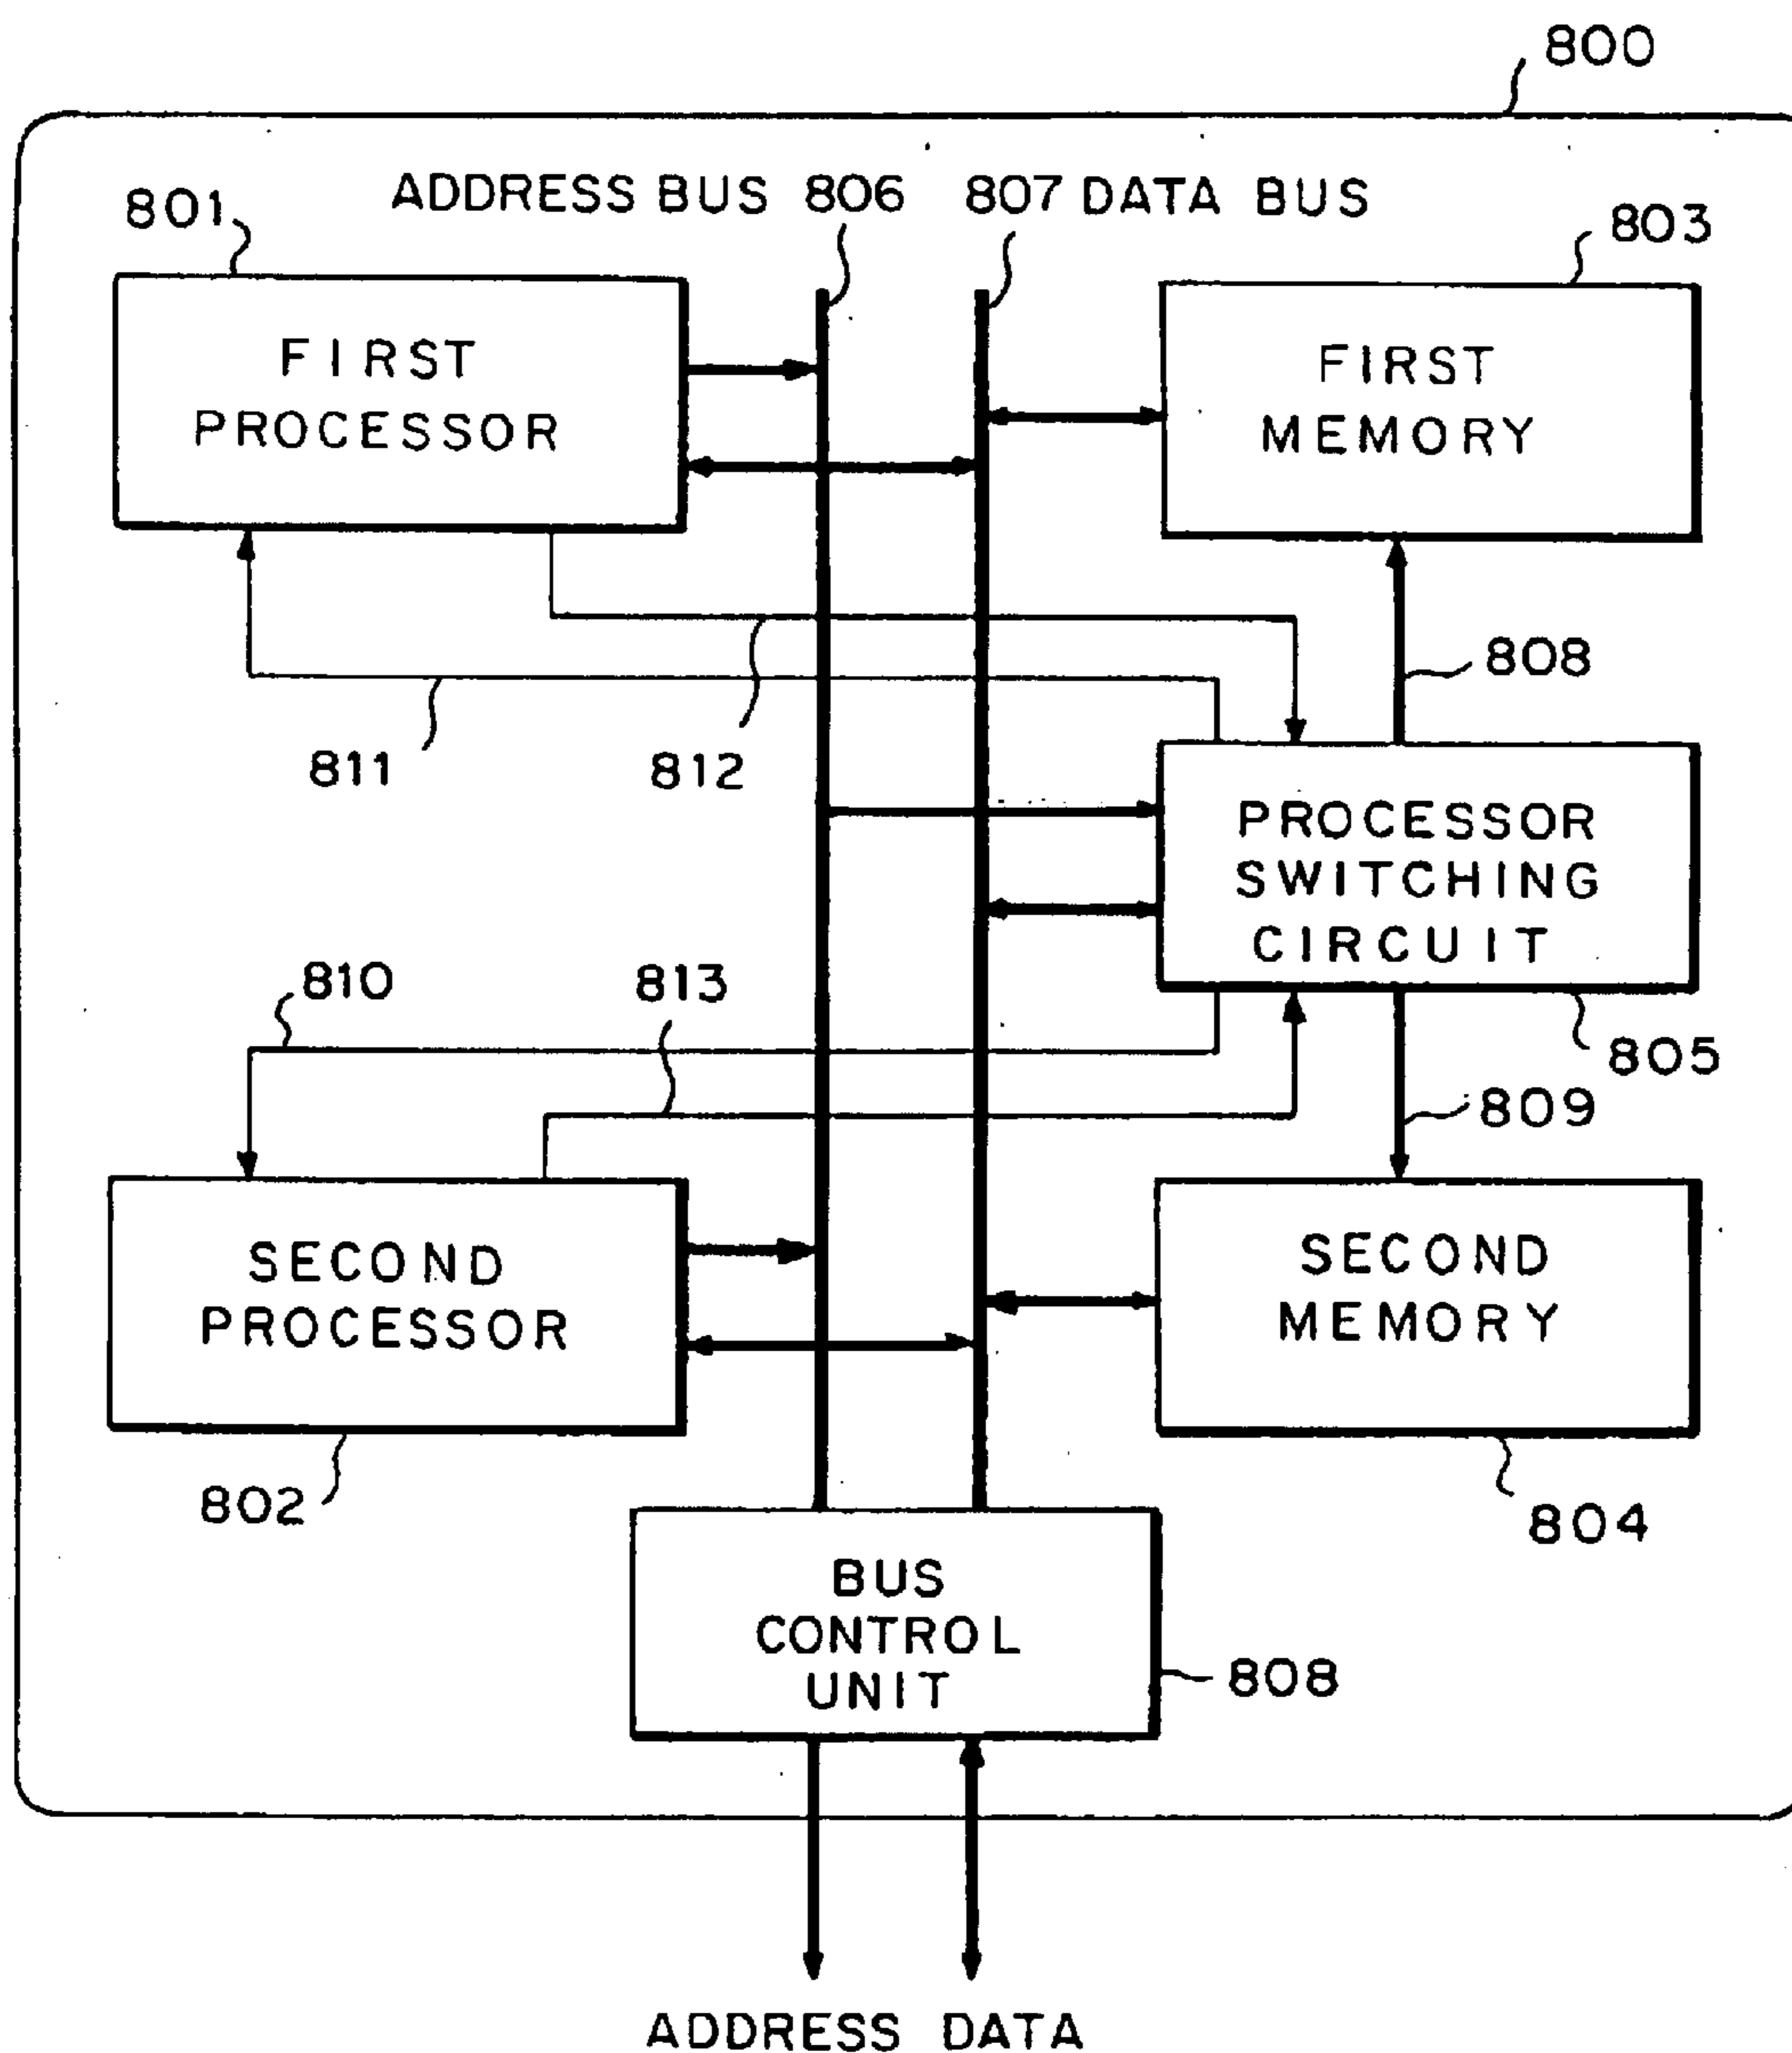 800
ADDRESS BUS 806 807 DATA BUS
801
803
FIRST
PROCESSOR
FIRST
MEMORY
808
811
812
PROCESSOR
SWITCHING
CIRCUIT
810
813
805
809
SECOND
PROCESSOR
SECOND
MEMORY
802
804
BUS
CONTROL
UNIT
808
ADDRESS DATA